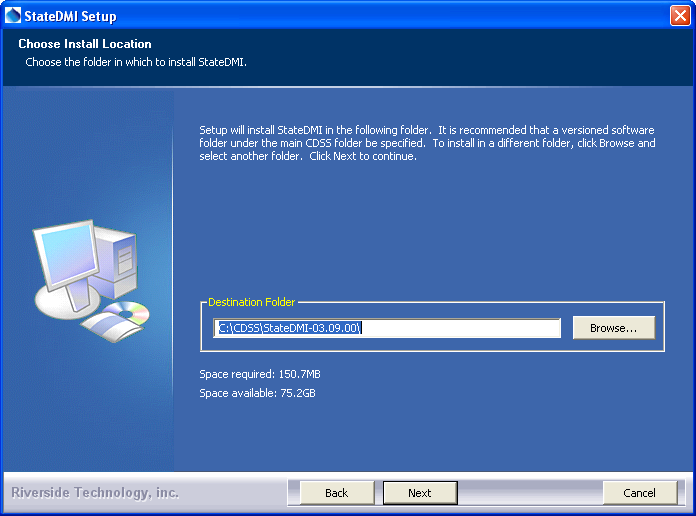 StateDMI Setup
Choose Install Location
Choose the folder in which to install StateDMI.
Setup will install StateDMI in the following folder. It is recommended that a versioned software
folder under the main CDSS folder be specified. To install in a different folder, click Browse and
select another folder. Click Next to continue.
Destination Folder
C:\CDSS\StateDMI-03.09.00\
Browse...
Space required: 150.7MB
Space available: 75.2GB
Riverside Technology, inc.
Back
Next
Cancel